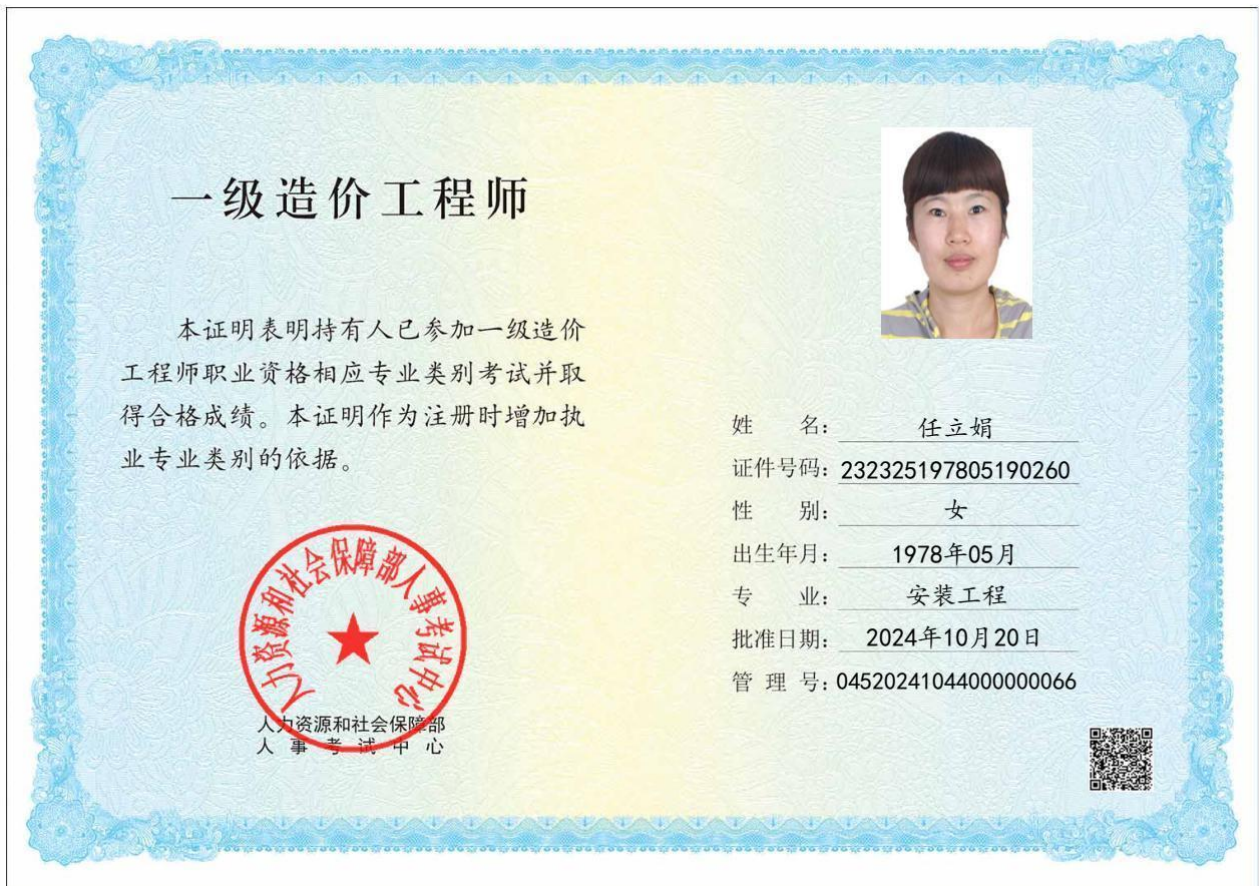 一级造价工程师
本证明表明持有人已参加一级造价
工程师职业资格相应专业类别考试并取
得合格成绩。本证明作为注册时增加执
业专业类别的依据。
人力资源和社会保障部人事考试中心
人力资源和社会保障部
人事考试中心
姓名：任立娟
证件号码：232325197805190260
性别：女
出生年月：1978年05月
专业：安装工程
批准日期：2024年10月20日
管理号：04520241044000000066